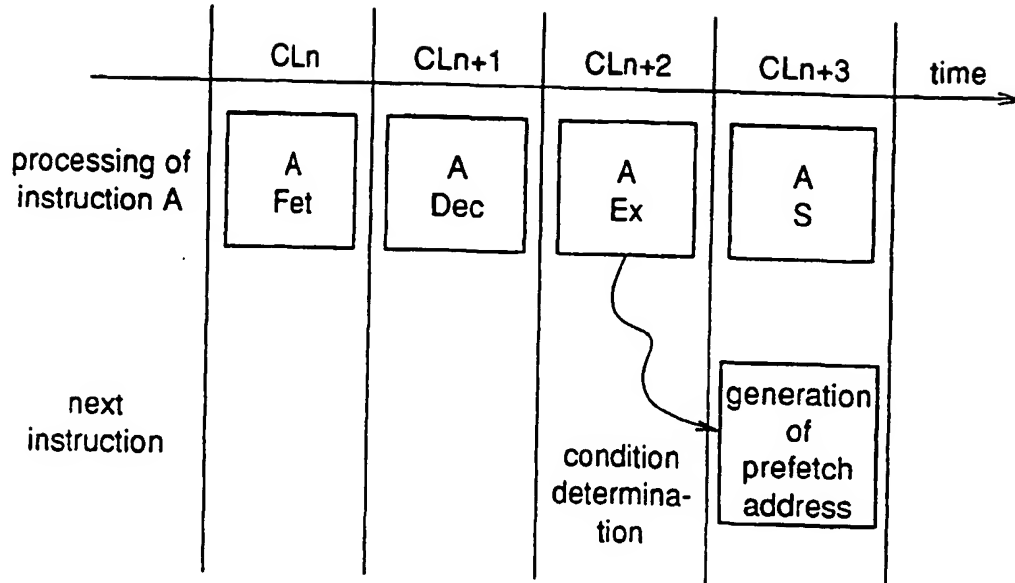 CLn
CLn+1
CLn+2
CLn+3
time
processing of
instruction A
A
Fet
A
Dec
A
Ex
A
S
next
instruction
condition
determina-
tion
generation
of
prefetch
address